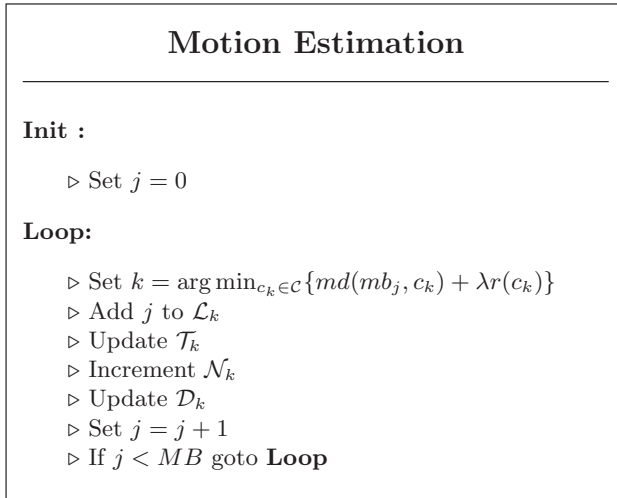 Motion Estimation
Init :
▷ Set j = 0
Loop:
▷ Set k = arg min_{c_k∈𝒞}{md(mb_j, c_k) + λr(c_k)}
▷ Add j to ℒ_k
▷ Update 𝒯_k
▷ Increment 𝒩_k
▷ Update 𝒟_k
▷ Set j = j + 1
▷ If j < MB goto Loop